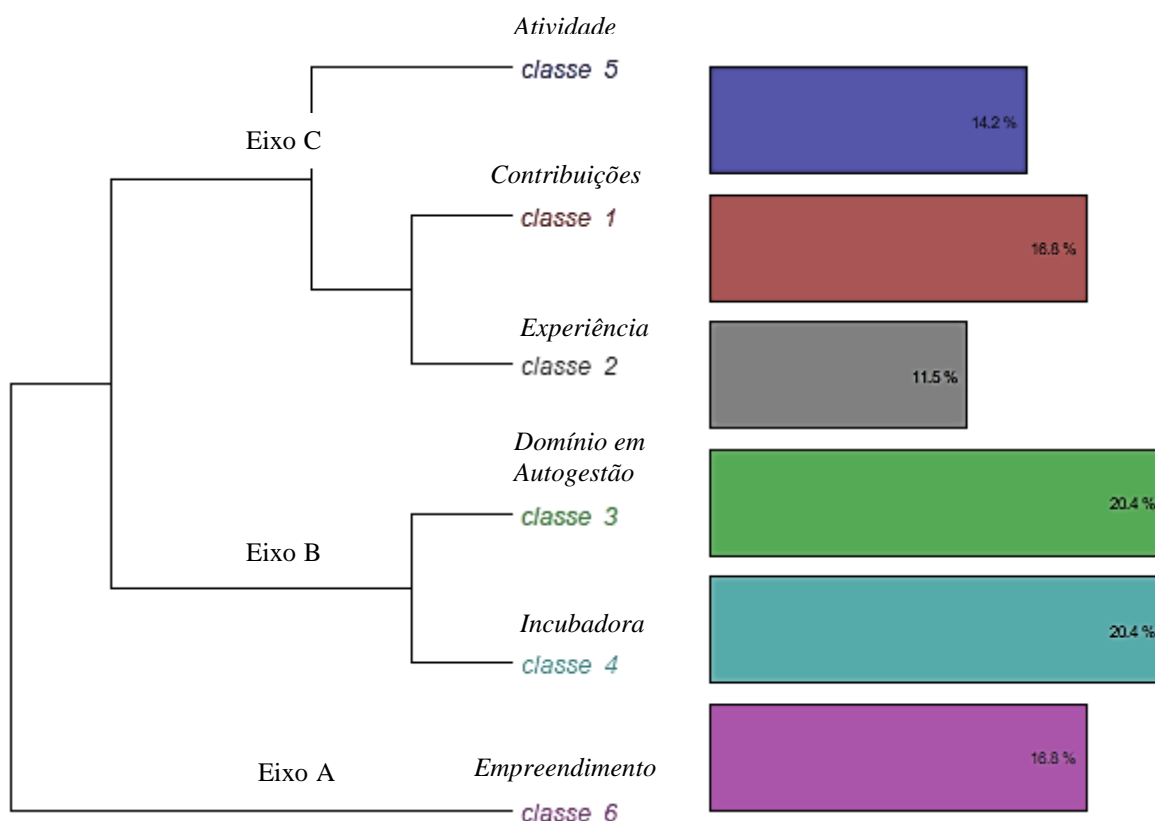 Atividade
classe 5
14.2 %
Eixo C
Contribuições
classe 1
16.8 %
Experiência
classe 2
11.5 %
Domínio em
Autogestão
classe 3
20.4 %
Eixo B
Incubadora
classe 4
20.4 %
Eixo A
Empreendimento
classe 6
16.8 %